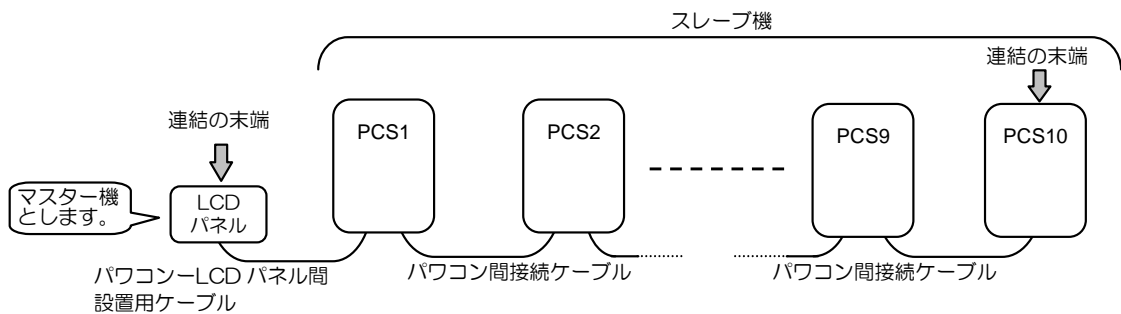 スレーブ機
連結の末端
連結の末端
PCS1
PCS2
PCS9
PCS10
マスター機
とします。
LCD
パネル
パワコンーLCD パネル間
設置用ケーブル
パワコン間接続ケーブル
パワコン間接続ケーブル